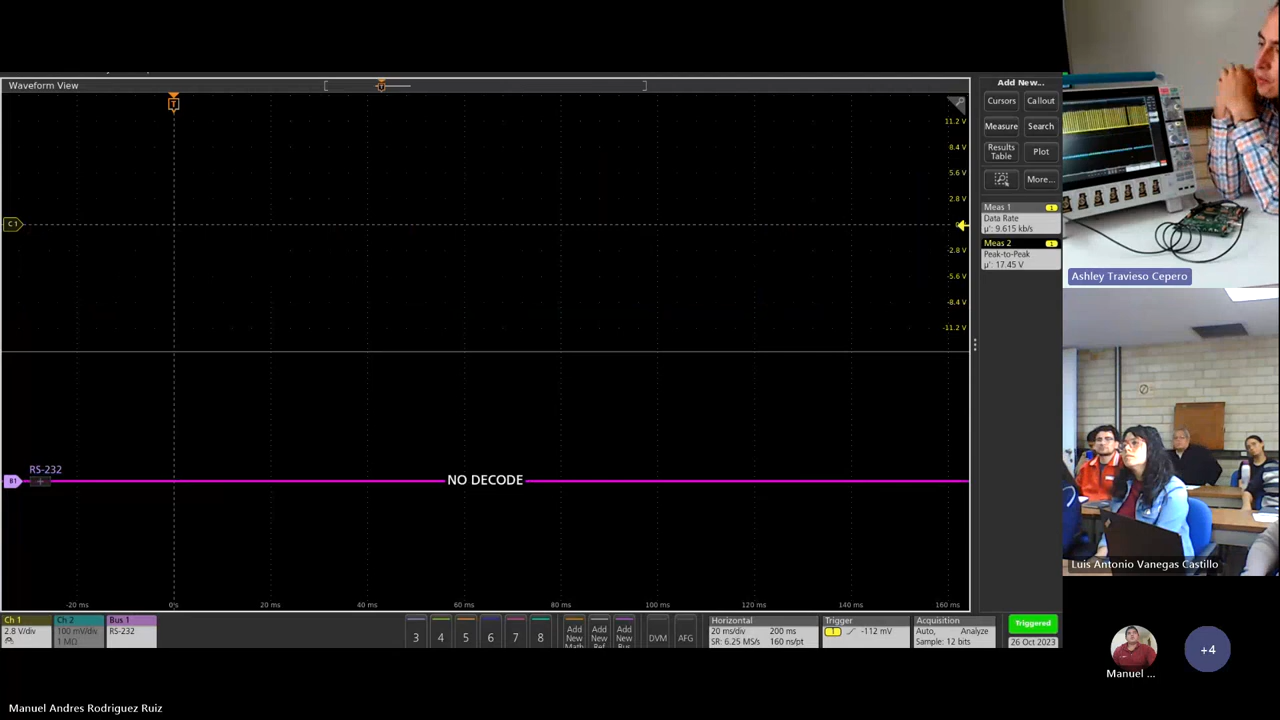 Waveform View
T
T
11.2 V
8.4 V
5.6 V
2.8 V
-2.8 V
-5.6 V
-8.4 V
-11.2 V
C 1
RS-232
B1
+
NO DECODE
-20 ms
0 s
20 ms
40 ms
60 ms
80 ms
100 ms
120 ms
140 ms
160 ms
Add New...
Cursors
Callout
Measure
Search
Results
Table
Plot
More...
Meas 1
1
Data Rate
µ': 9.615 kb/s
Meas 2
1
Peak-to-Peak
µ': 17.45 V
Ch 1
2.8 V/div
Ch 2
100 mV/div
1 MΩ
Bus 1
RS-232
3
4
5
6
7
8
Add
New
Math
Add
New
Ref
Add
New
Bus
DVM
AFG
Horizontal
20 ms/div 200 ms
SR: 6.25 MS/s 160 ns/pt
Trigger
1 -112 mV
Acquisition
Auto, Analyze
Sample: 12 bits
Triggered
26 Oct 2023
Ashley Travieso Cepero
Luis Antonio Vanegas Castillo
Manuel ...
+4
Manuel Andres Rodriguez Ruiz